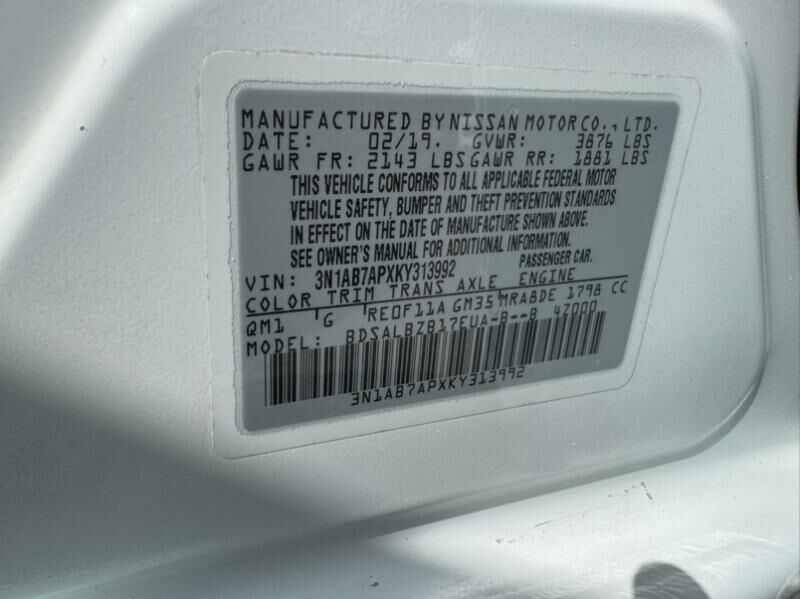 MANUFACTURED BY NISSAN MOTOR CO., LTD.
DATE: 02/19. GVWR: 3876 LBS
GAWR FR: 2143 LBS GAWR RR: 1881 LBS
THIS VEHICLE CONFORMS TO ALL APPLICABLE FEDERAL MOTOR
VEHICLE SAFETY, BUMPER AND THEFT PREVENTION STANDARDS
IN EFFECT ON THE DATE OF MANUFACTURE SHOWN ABOVE.
SEE OWNER'S MANUAL FOR ADDITIONAL INFORMATION.
VIN: 3N1AB7APXKY313992 PASSENGER CAR.
COLOR TRIM TRANS AXLE ENGINE
QM1 G RE0F11A GM35 MRA8DE 1798 CC
MODEL: BDSALBZB17EUA-B--B 4Z000
3N1AB7APXKY313992